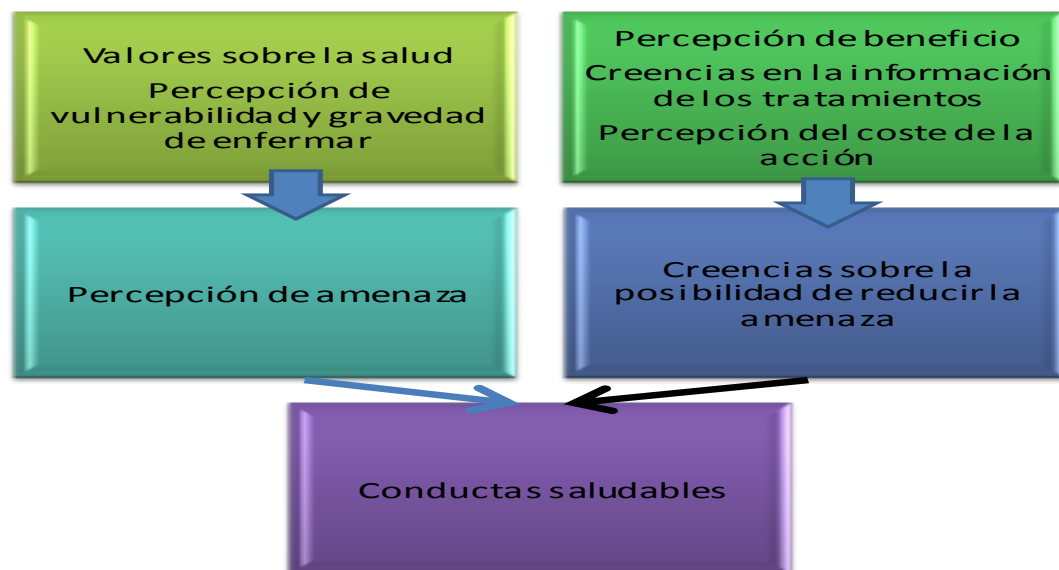 Valores sobre la salud
Percepción de
vulnerabilidad y gravedad
de enfermar
Percepción de beneficio
Creencias en la información
de los tratamientos
Percepción del coste de la
acción
Percepción de amenaza
Creencias sobre la
posibilidad de reducir la
amenaza
Conductas saludables